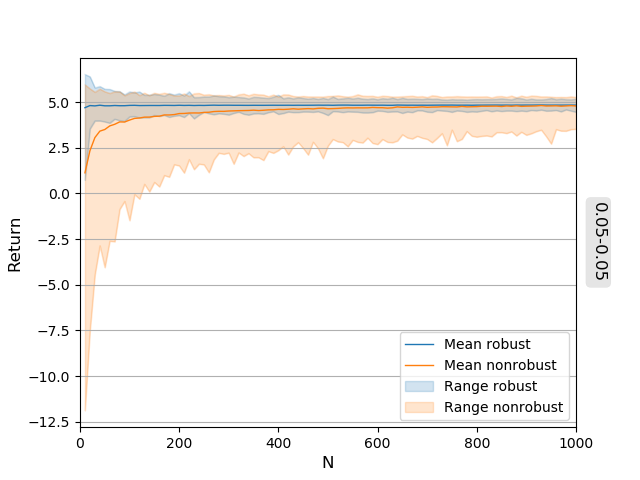 5.0
2.5
0.0
−2.5
−5.0
−7.5
−10.0
−12.5
Return
0
200
400
600
800
1000
N
Mean robust
Mean nonrobust
Range robust
Range nonrobust
0.05-0.05